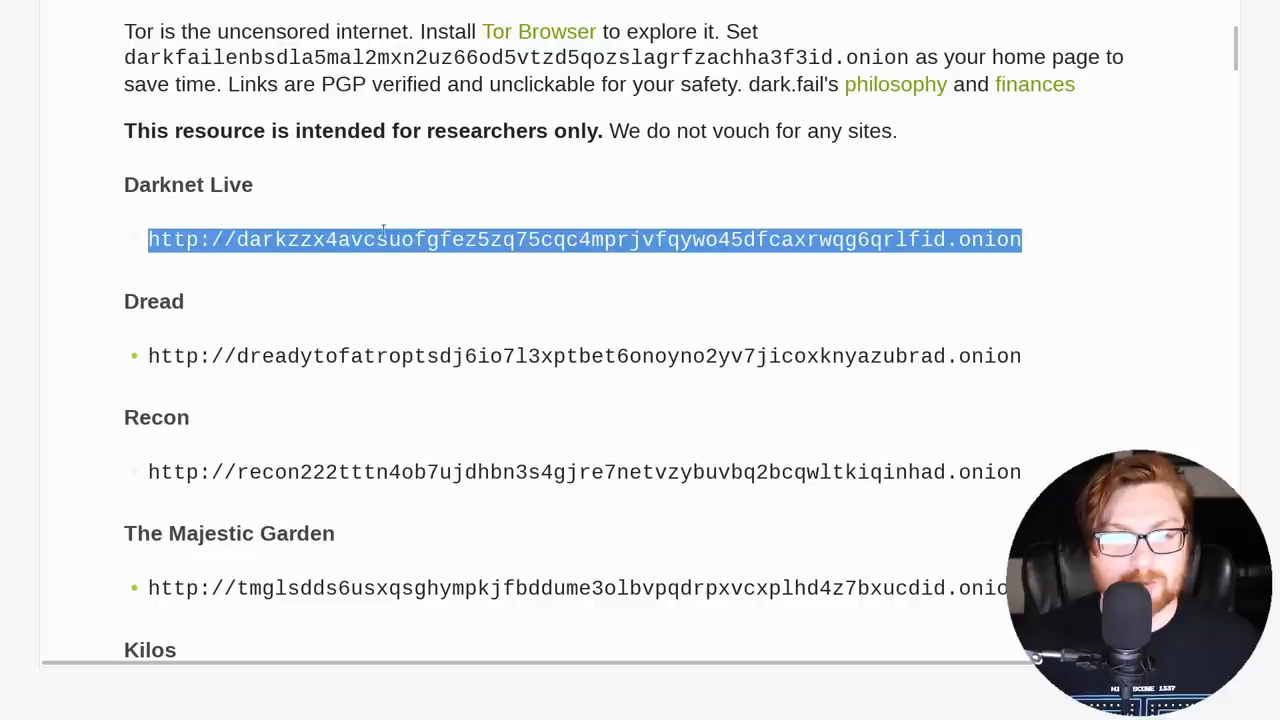 Tor is the uncensored internet. Install Tor Browser to explore it. Set
darkfailenbsdla5mal2mxn2uz66od5vtzd5qozslagrfzachha3f3id.onion as your home page to
save time. Links are PGP verified and unclickable for your safety. dark.fail's philosophy and finances
This resource is intended for researchers only. We do not vouch for any sites.
Darknet Live
http://darkzzx4avcsuofgfez5zq75cqc4mprjvfqywo45dfcaxrwqg6qrlfid.onion
Dread
• http://dreadytofatroptsdj6io7l3xptbet6onoyno2yv7jicoxknyazubrad.onion
Recon
http://recon222tttn4ob7ujdhbn3s4gjre7netvzybuvbq2bcqwltkiqinhad.onion
The Majestic Garden
• http://tmglsdds6usxqsghympkjfbddume3olbvpqdrpxvcxplhd4z7bxucdid.onio
Kilos
1337